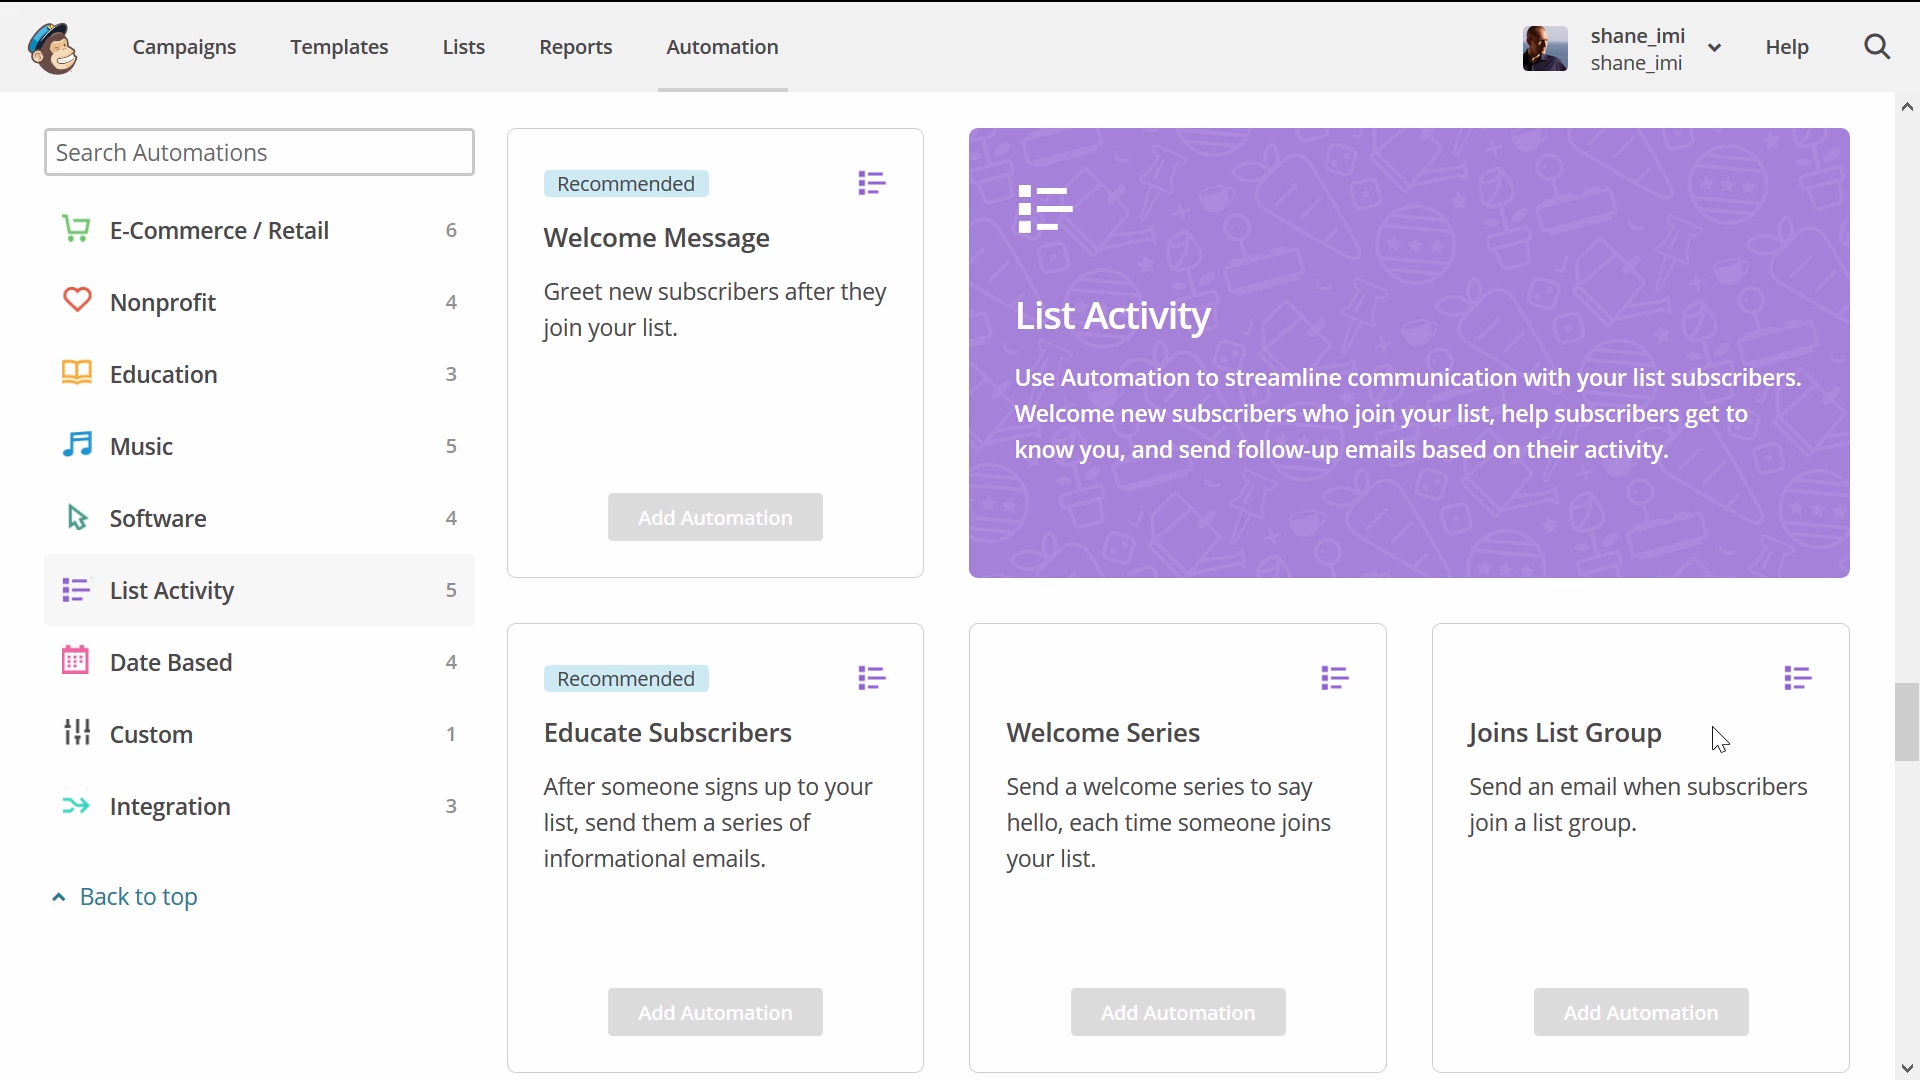 Campaigns
Templates
Lists
Reports
Automation
shane_imi
shane_imi
Help
Search Automations
E-Commerce / Retail 6
Nonprofit 4
Education 3
Music 5
Software 4
List Activity 5
Date Based 4
Custom 1
Integration 3
Back to top
Recommended
Welcome Message
Greet new subscribers after they
join your list.
Add Automation
List Activity
Use Automation to streamline communication with your list subscribers.
Welcome new subscribers who join your list, help subscribers get to
know you, and send follow-up emails based on their activity.
Recommended
Educate Subscribers
After someone signs up to your
list, send them a series of
informational emails.
Add Automation
Welcome Series
Send a welcome series to say
hello, each time someone joins
your list.
Add Automation
Joins List Group
Send an email when subscribers
join a list group.
Add Automation